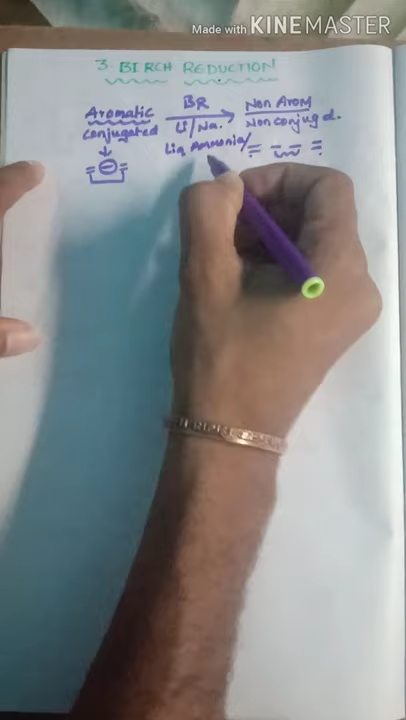 Made with KINEMASTER
3. BIRCH REDUCTION
Aromatic BR Non Arom
Conjugated Li/Na. Non conjug d.
Liq Ammonia/ = - - =
= ⊖ =